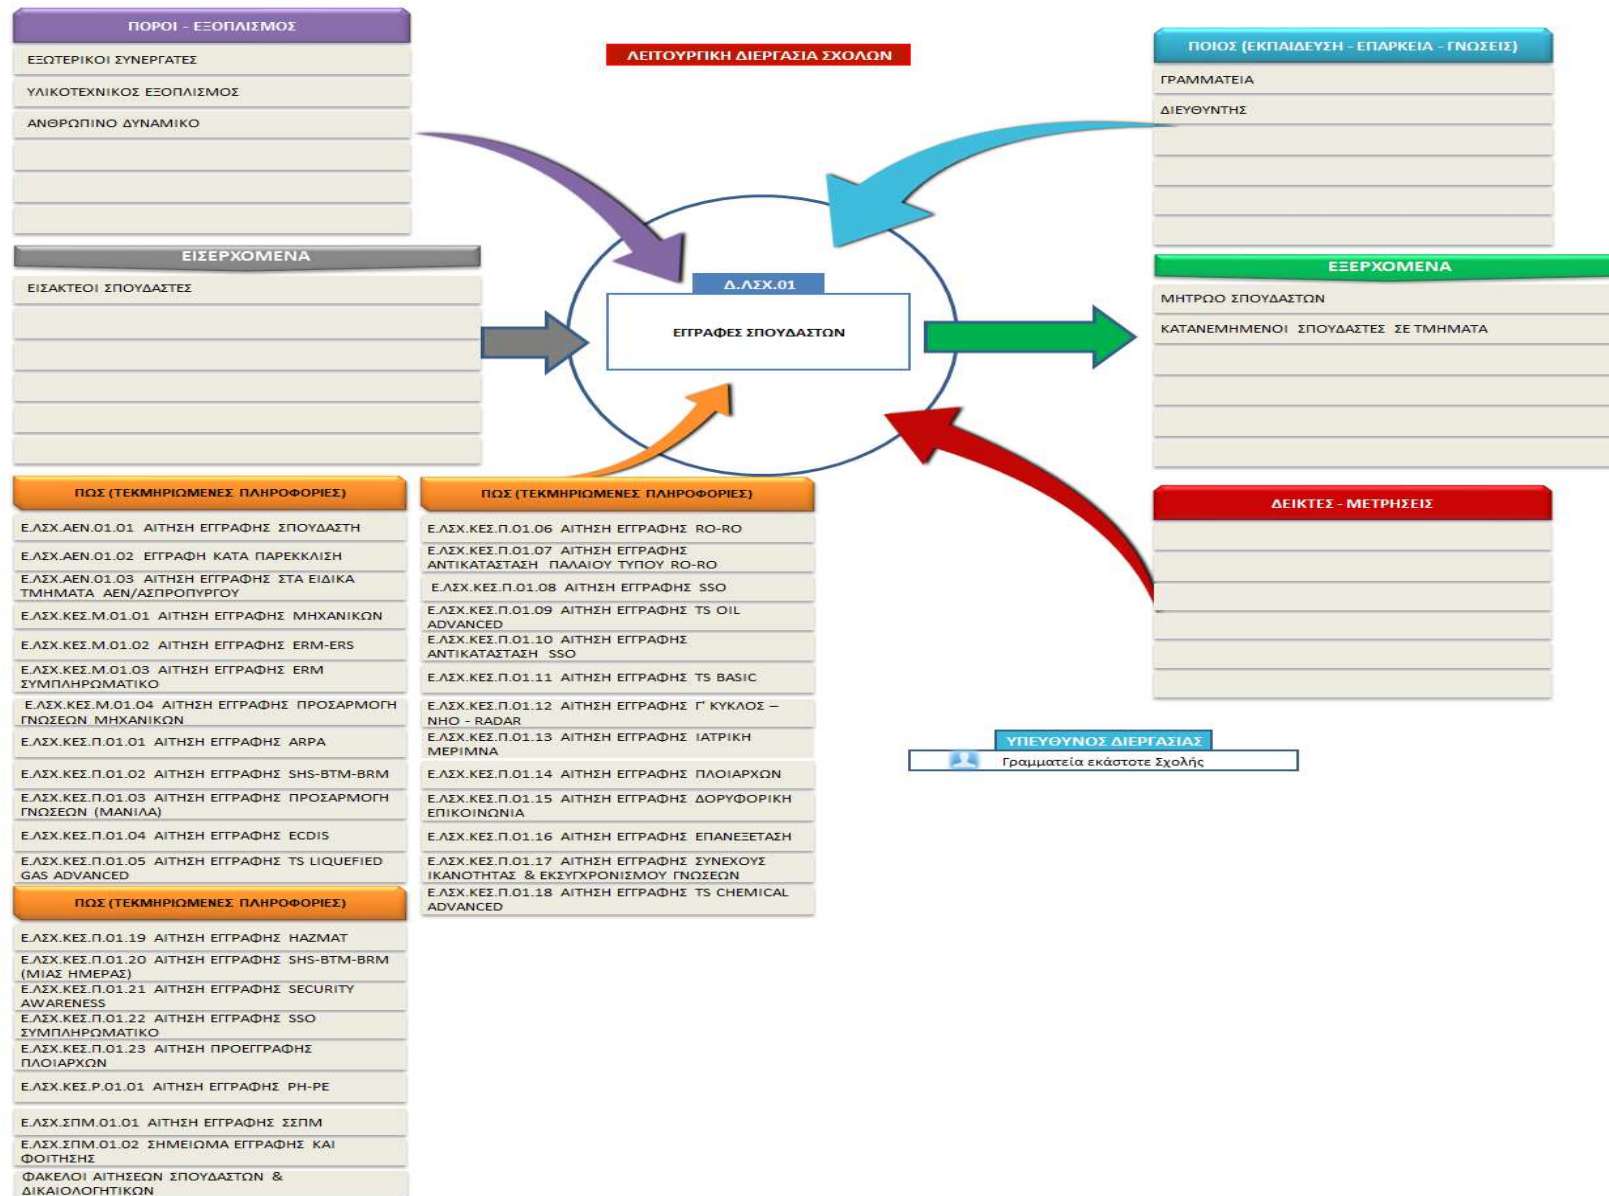 ΠΟΡΟΙ - ΕΞΟΠΛΙΣΜΟΣ
ΕΞΩΤΕΡΙΚΟΙ ΣΥΝΕΡΓΑΤΕΣ
ΥΛΙΚΟΤΕΧΝΙΚΟΣ ΕΞΟΠΛΙΣΜΟΣ
ΑΝΘΡΩΠΙΝΟ ΔΥΝΑΜΙΚΟ
ΛΕΙΤΟΥΡΓΙΚΗ ΔΙΕΡΓΑΣΙΑ ΣΧΟΛΩΝ
ΠΟΙΟΣ (ΕΚΠΑΙΔΕΥΣΗ - ΕΠΑΡΚΕΙΑ - ΓΝΩΣΕΙΣ)
ΓΡΑΜΜΑΤΕΙΑ
ΔΙΕΥΘΥΝΤΗΣ
ΕΙΣΕΡΧΟΜΕΝΑ
ΕΙΣΑΚΤΕΟΙ ΣΠΟΥΔΑΣΤΕΣ
Δ.ΛΣΧ.01
ΕΓΓΡΑΦΕΣ ΣΠΟΥΔΑΣΤΩΝ
ΕΞΕΡΧΟΜΕΝΑ
ΜΗΤΡΩΟ ΣΠΟΥΔΑΣΤΩΝ
ΚΑΤΑΝΕΜΗΜΕΝΟΙ ΣΠΟΥΔΑΣΤΕΣ ΣΕ ΤΜΗΜΑΤΑ
ΠΩΣ (ΤΕΚΜΗΡΙΩΜΕΝΕΣ ΠΛΗΡΟΦΟΡΙΕΣ)
Ε.ΛΣΧ.ΑΕΝ.01.01 ΑΙΤΗΣΗ ΕΓΓΡΑΦΗΣ ΣΠΟΥΔΑΣΤΗ
Ε.ΛΣΧ.ΑΕΝ.01.02 ΕΓΓΡΑΦΗ ΚΑΤΑ ΠΑΡΕΚΚΛΙΣΗ
Ε.ΛΣΧ.ΑΕΝ.01.03 ΑΙΤΗΣΗ ΕΓΓΡΑΦΗΣ ΣΤΑ ΕΙΔΙΚΑ
ΤΜΗΜΑΤΑ ΑΕΝ/ΑΣΠΡΟΠΥΡΓΟΥ
Ε.ΛΣΧ.ΚΕΣ.Μ.01.01 ΑΙΤΗΣΗ ΕΓΓΡΑΦΗΣ ΜΗΧΑΝΙΚΩΝ
Ε.ΛΣΧ.ΚΕΣ.Μ.01.02 ΑΙΤΗΣΗ ΕΓΓΡΑΦΗΣ ERM-ERS
Ε.ΛΣΧ.ΚΕΣ.Μ.01.03 ΑΙΤΗΣΗ ΕΓΓΡΑΦΗΣ ERM
ΣΥΜΠΛΗΡΩΜΑΤΙΚΟ
Ε.ΛΣΧ.ΚΕΣ.Μ.01.04 ΑΙΤΗΣΗ ΕΓΓΡΑΦΗΣ ΠΡΟΣΑΡΜΟΓΗ
ΓΝΩΣΕΩΝ ΜΗΧΑΝΙΚΩΝ
Ε.ΛΣΧ.ΚΕΣ.Π.01.01 ΑΙΤΗΣΗ ΕΓΓΡΑΦΗΣ ARPA
Ε.ΛΣΧ.ΚΕΣ.Π.01.02 ΑΙΤΗΣΗ ΕΓΓΡΑΦΗΣ SHS-BTM-BRM
Ε.ΛΣΧ.ΚΕΣ.Π.01.03 ΑΙΤΗΣΗ ΕΓΓΡΑΦΗΣ ΠΡΟΣΑΡΜΟΓΗ
ΓΝΩΣΕΩΝ (ΜΑΝΙΛΑ)
Ε.ΛΣΧ.ΚΕΣ.Π.01.04 ΑΙΤΗΣΗ ΕΓΓΡΑΦΗΣ ECDIS
Ε.ΛΣΧ.ΚΕΣ.Π.01.05 ΑΙΤΗΣΗ ΕΓΓΡΑΦΗΣ TS LIQUEFIED
GAS ADVANCED
ΠΩΣ (ΤΕΚΜΗΡΙΩΜΕΝΕΣ ΠΛΗΡΟΦΟΡΙΕΣ)
Ε.ΛΣΧ.ΚΕΣ.Π.01.06 ΑΙΤΗΣΗ ΕΓΓΡΑΦΗΣ RO-RO
Ε.ΛΣΧ.ΚΕΣ.Π.01.07 ΑΙΤΗΣΗ ΕΓΓΡΑΦΗΣ
ΑΝΤΙΚΑΤΑΣΤΑΣΗ ΠΑΛΑΙΟΥ ΤΥΠΟΥ RO-RO
Ε.ΛΣΧ.ΚΕΣ.Π.01.08 ΑΙΤΗΣΗ ΕΓΓΡΑΦΗΣ SSO
Ε.ΛΣΧ.ΚΕΣ.Π.01.09 ΑΙΤΗΣΗ ΕΓΓΡΑΦΗΣ TS OIL
ADVANCED
Ε.ΛΣΧ.ΚΕΣ.Π.01.10 ΑΙΤΗΣΗ ΕΓΓΡΑΦΗΣ
ΑΝΤΙΚΑΤΑΣΤΑΣΗ SSO
Ε.ΛΣΧ.ΚΕΣ.Π.01.11 ΑΙΤΗΣΗ ΕΓΓΡΑΦΗΣ TS BASIC
Ε.ΛΣΧ.ΚΕΣ.Π.01.12 ΑΙΤΗΣΗ ΕΓΓΡΑΦΗΣ Γ' ΚΥΚΛΟΣ –
ΝΗΟ - RADAR
Ε.ΛΣΧ.ΚΕΣ.Π.01.13 ΑΙΤΗΣΗ ΕΓΓΡΑΦΗΣ ΙΑΤΡΙΚΗ
ΜΕΡΙΜΝΑ
Ε.ΛΣΧ.ΚΕΣ.Π.01.14 ΑΙΤΗΣΗ ΕΓΓΡΑΦΗΣ ΠΛΟΙΑΡΧΩΝ
Ε.ΛΣΧ.ΚΕΣ.Π.01.15 ΑΙΤΗΣΗ ΕΓΓΡΑΦΗΣ ΔΟΡΥΦΟΡΙΚΗ
ΕΠΙΚΟΙΝΩΝΙΑ
Ε.ΛΣΧ.ΚΕΣ.Π.01.16 ΑΙΤΗΣΗ ΕΓΓΡΑΦΗΣ ΕΠΑΝΕΞΕΤΑΣΗ
Ε.ΛΣΧ.ΚΕΣ.Π.01.17 ΑΙΤΗΣΗ ΕΓΓΡΑΦΗΣ ΣΥΝΕΧΟΥΣ
ΙΚΑΝΟΤΗΤΑΣ & ΕΚΣΥΓΧΡΟΝΙΣΜΟΥ ΓΝΩΣΕΩΝ
Ε.ΛΣΧ.ΚΕΣ.Π.01.18 ΑΙΤΗΣΗ ΕΓΓΡΑΦΗΣ TS CHEMICAL
ADVANCED
ΔΕΙΚΤΕΣ - ΜΕΤΡΗΣΕΙΣ
ΥΠΕΥΘΥΝΟΣ ΔΙΕΡΓΑΣΙΑΣ
Γραμματεία εκάστοτε Σχολής
ΠΩΣ (ΤΕΚΜΗΡΙΩΜΕΝΕΣ ΠΛΗΡΟΦΟΡΙΕΣ)
Ε.ΛΣΧ.ΚΕΣ.Π.01.19 ΑΙΤΗΣΗ ΕΓΓΡΑΦΗΣ HAZMAT
Ε.ΛΣΧ.ΚΕΣ.Π.01.20 ΑΙΤΗΣΗ ΕΓΓΡΑΦΗΣ SHS-BTM-BRM
(ΜΙΑΣ ΗΜΕΡΑΣ)
Ε.ΛΣΧ.ΚΕΣ.Π.01.21 ΑΙΤΗΣΗ ΕΓΓΡΑΦΗΣ SECURITY
AWARENESS
Ε.ΛΣΧ.ΚΕΣ.Π.01.22 ΑΙΤΗΣΗ ΕΓΓΡΑΦΗΣ SSO
ΣΥΜΠΛΗΡΩΜΑΤΙΚΟ
Ε.ΛΣΧ.ΚΕΣ.Π.01.23 ΑΙΤΗΣΗ ΠΡΟΕΓΓΡΑΦΗΣ
ΠΛΟΙΑΡΧΩΝ
Ε.ΛΣΧ.ΚΕΣ.Ρ.01.01 ΑΙΤΗΣΗ ΕΓΓΡΑΦΗΣ ΡΗ-ΡΕ
Ε.ΛΣΧ.ΣΠΜ.01.01 ΑΙΤΗΣΗ ΕΓΓΡΑΦΗΣ ΣΣΠΜ
Ε.ΛΣΧ.ΣΠΜ.01.02 ΣΗΜΕΙΩΜΑ ΕΓΓΡΑΦΗΣ ΚΑΙ
ΦΟΙΤΗΣΗΣ
ΦΑΚΕΛΟΙ ΑΙΤΗΣΕΩΝ ΣΠΟΥΔΑΣΤΩΝ &
ΔΙΚΑΙΟΛΟΓΗΤΙΚΩΝ